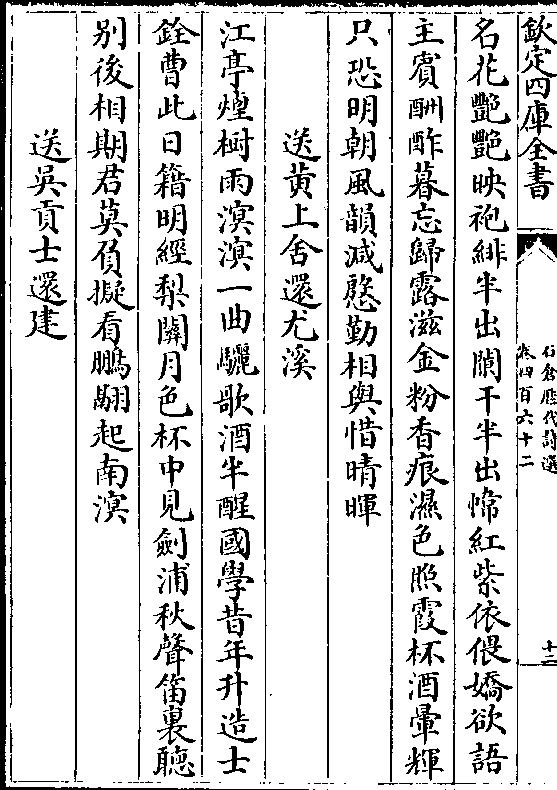 欽定四庫全書
石倉歷代詩選
卷四百六十二
十二
名花艷艷映袍緋半出闌干半出幃紅紫依偎嬌欲語
主賔酬酢暮忘歸露滋金粉香痕濕色照霞杯酒暈輝
只恐明朝風韻减慇勤相與惜晴暉
送黄上舍還尤溪
江亭煙樹雨溟溟一曲驪歌酒半醒國學昔年升造士
銓曹此日籍明經梨關月色杯中見劍浦秋聲笛裏聽
别後相期君莫負擬看鵬翮起南溟
送吳貢士還建